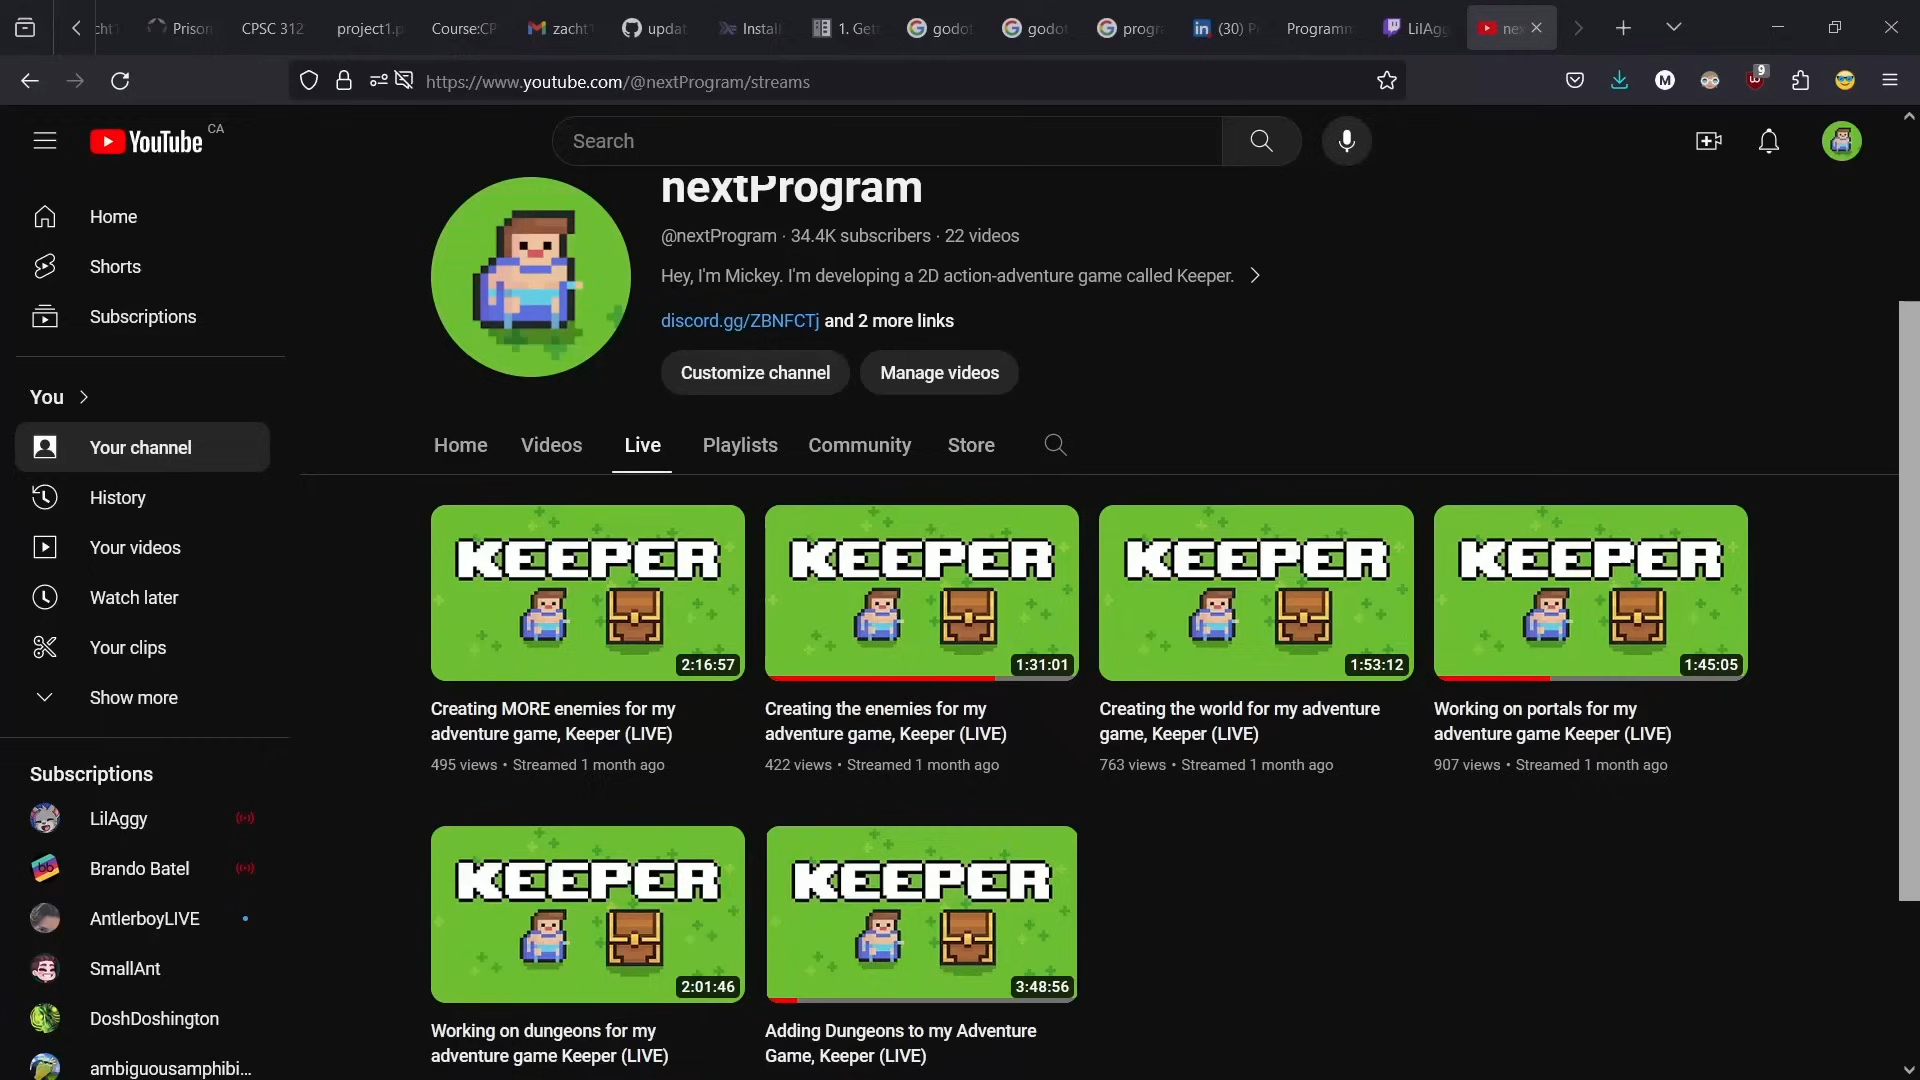 cht1
Prison
CPSC 312
project1.p
Course:CP
zacht1
updat
Install
1. Get
godot
godot
progra
(30) P
Programm
LilAgg
nex
https://www.youtube.com/@nextProgram/streams
9
YouTube CA
Search
Home
Shorts
Subscriptions
You
Your channel
History
Your videos
Watch later
Your clips
Show more
Subscriptions
LilAggy
Brando Batel
AntlerboyLIVE
SmallAnt
DoshDoshington
ambiguousamphibi...
nextProgram
@nextProgram · 34.4K subscribers · 22 videos
Hey, I'm Mickey. I'm developing a 2D action-adventure game called Keeper.
discord.gg/ZBNFCTj and 2 more links
Customize channel
Manage videos
Home
Videos
Live
Playlists
Community
Store
KEEPER
2:16:57
Creating MORE enemies for my
adventure game, Keeper (LIVE)
495 views • Streamed 1 month ago
KEEPER
1:31:01
Creating the enemies for my
adventure game, Keeper (LIVE)
422 views • Streamed 1 month ago
KEEPER
1:53:12
Creating the world for my adventure
game, Keeper (LIVE)
763 views • Streamed 1 month ago
KEEPER
1:45:05
Working on portals for my
adventure game Keeper (LIVE)
907 views • Streamed 1 month ago
KEEPER
2:01:46
Working on dungeons for my
adventure game Keeper (LIVE)
KEEPER
3:48:56
Adding Dungeons to my Adventure
Game, Keeper (LIVE)